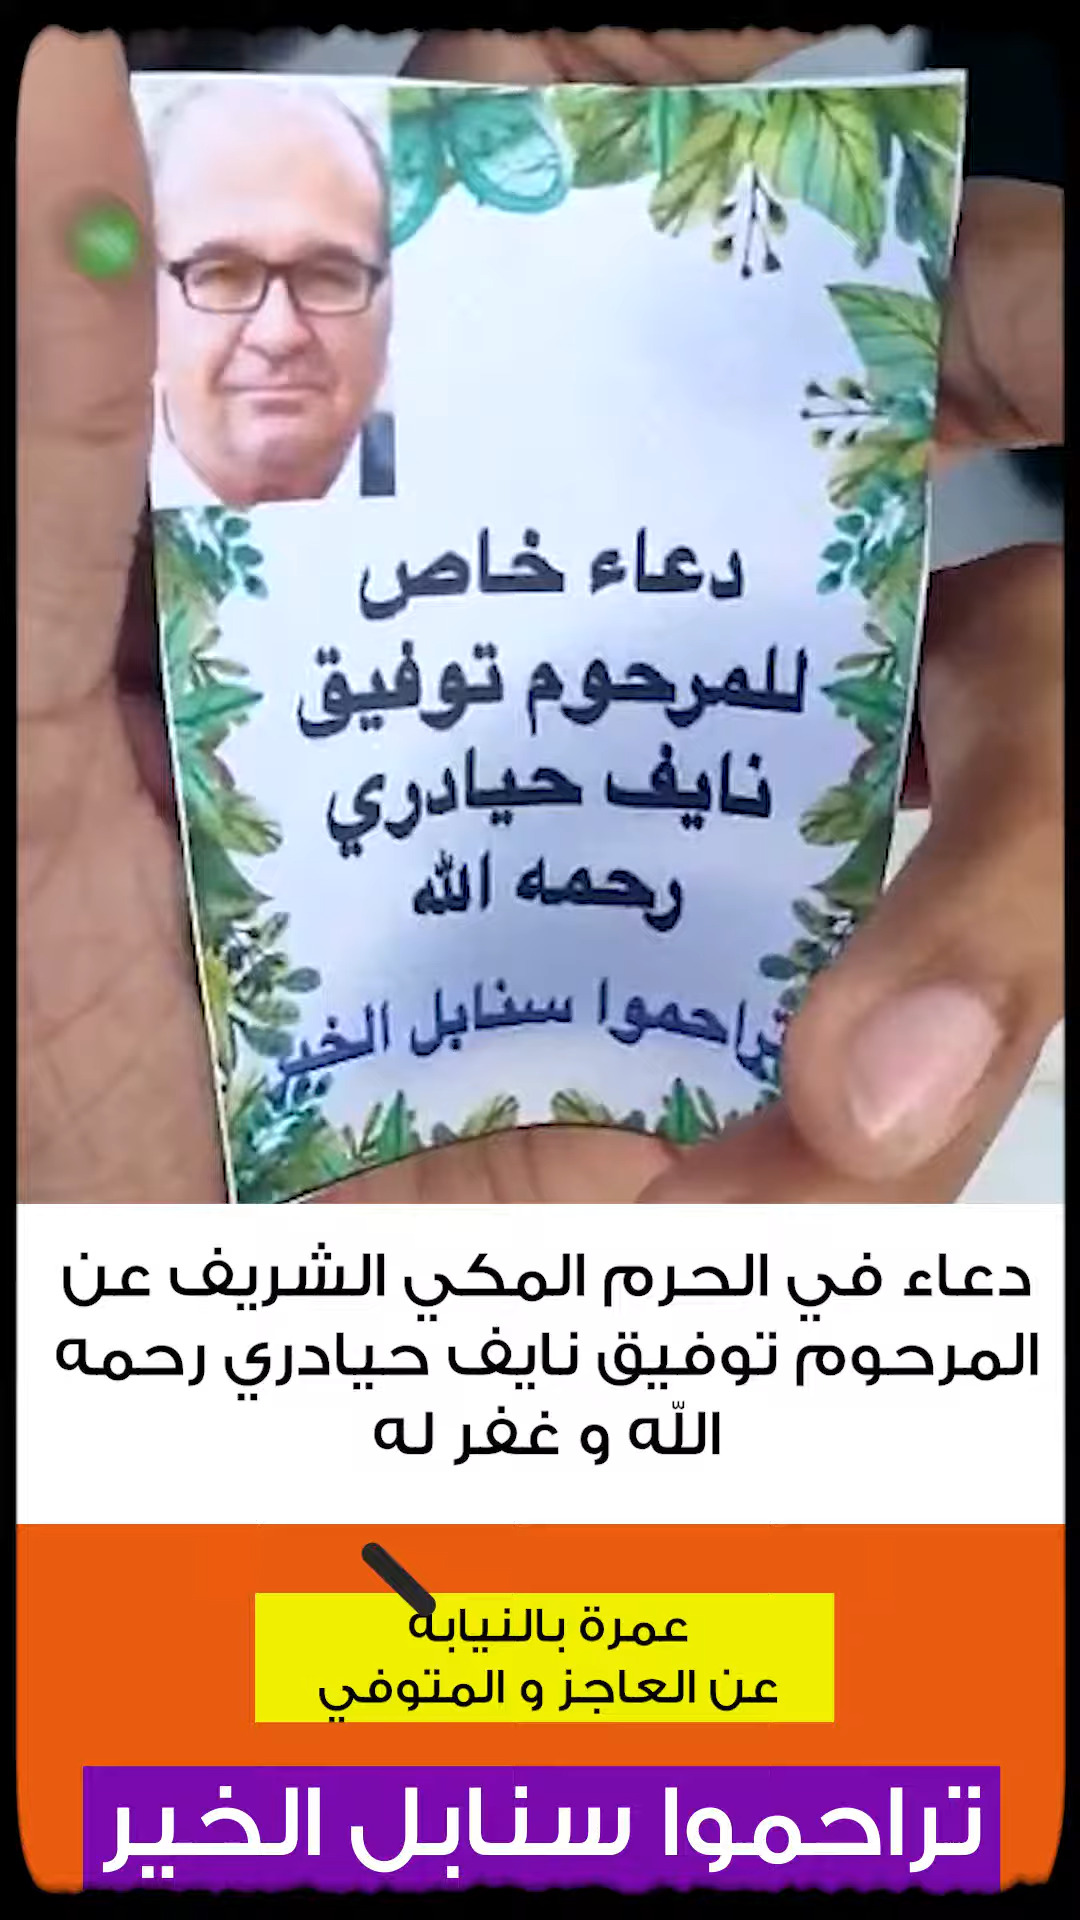 دعاء خاص
للمرحوم توفيق
نايف حيادري
رحمه الله
تراحموا سنابل الخير
دعاء في الحرم المكي الشريف عن
المرحوم توفيق نايف حيادري رحمه
الله و غفر له
عمرة بالنيابه
عن العاجز و المتوفي
تراحموا سنابل الخير